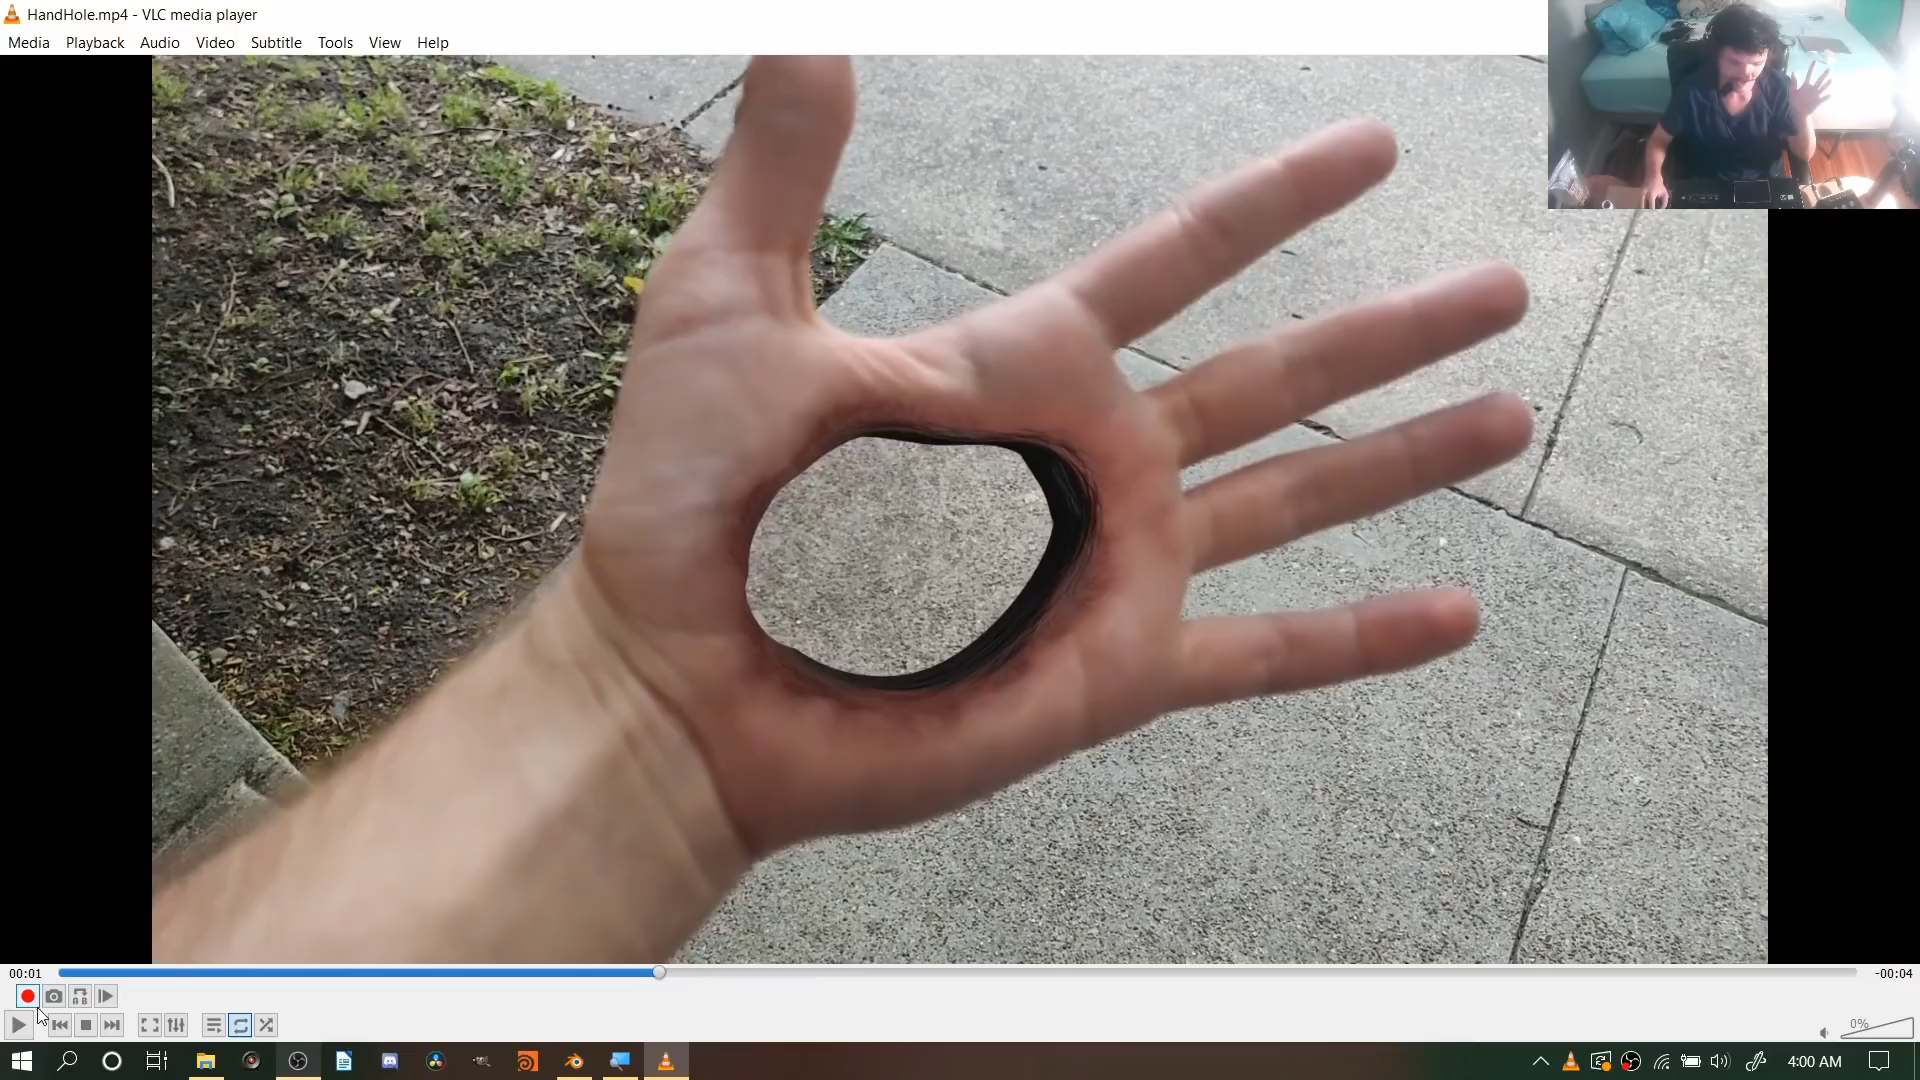 HandHole.mp4 - VLC media player
Media Playback Audio Video Subtitle Tools View Help
00:01
-00:04
0%
4:00 AM